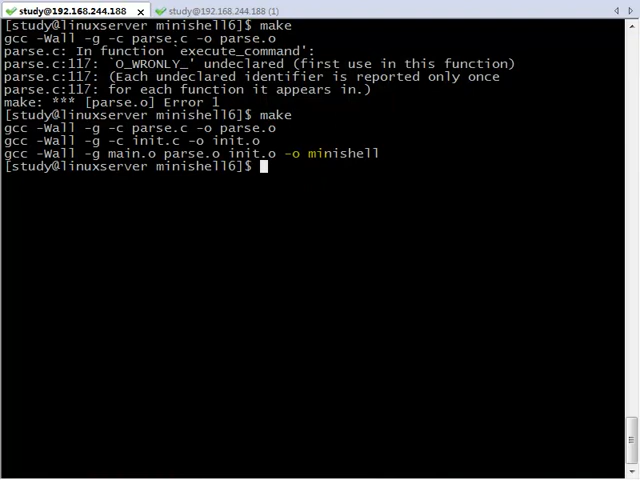 study@192.168.244.188
study@192.168.244.188 (1)
[study@linuxserver minishell6]$ make
gcc -Wall -g -c parse.c -o parse.o
parse.c: In function `execute_command':
parse.c:117: `O_WRONLY_' undeclared (first use in this function)
parse.c:117: (Each undeclared identifier is reported only once
parse.c:117: for each function it appears in.)
make: *** [parse.o] Error 1
[study@linuxserver minishell6]$ make
gcc -Wall -g -c parse.c -o parse.o
gcc -Wall -g -c init.c -o init.o
gcc -Wall -g main.o parse.o init.o -o minishell
[study@linuxserver minishell6]$